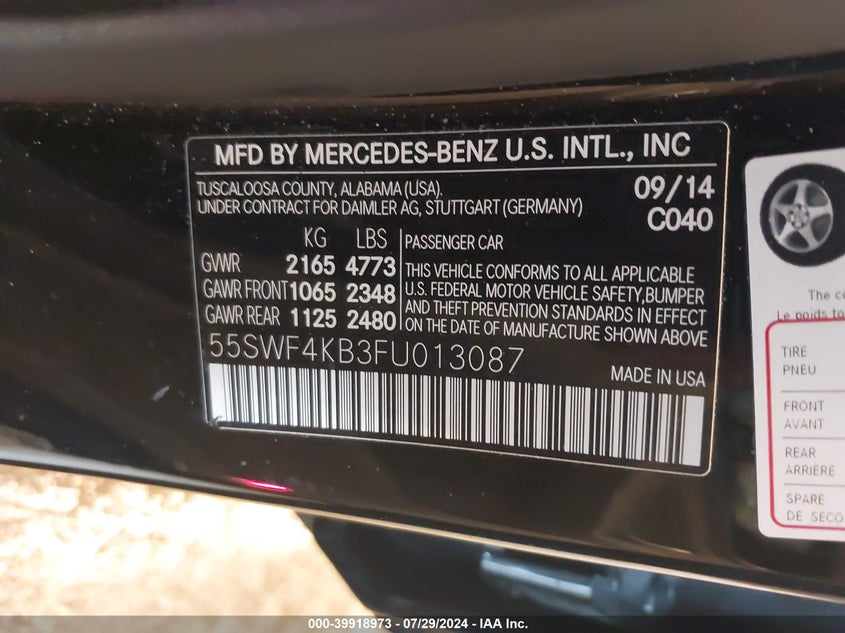 MFD BY MERCEDES-BENZ U.S. INTL., INC
TUSCALOOSA COUNTY, ALABAMA (USA).
UNDER CONTRACT FOR DAIMLER AG, STUTTGART (GERMANY)
09/14
C040
KG LBS
GVWR 2165 4773
GAWR FRONT 1065 2348
GAWR REAR 1125 2480
PASSENGER CAR
THIS VEHICLE CONFORMS TO ALL APPLICABLE
U.S. FEDERAL MOTOR VEHICLE SAFETY,BUMPER
AND THEFT PREVENTION STANDARDS IN EFFECT
ON THE DATE OF MANUFACTURE SHOWN ABOVE
55SWF4KB3FU013087
MADE IN USA
The
Le poids
TIRE
PNEU
FRONT
AVANT
REAR
ARRIÈRE
SPARE
DE
000-39918973 - 07/29/2024 - IAA Inc.